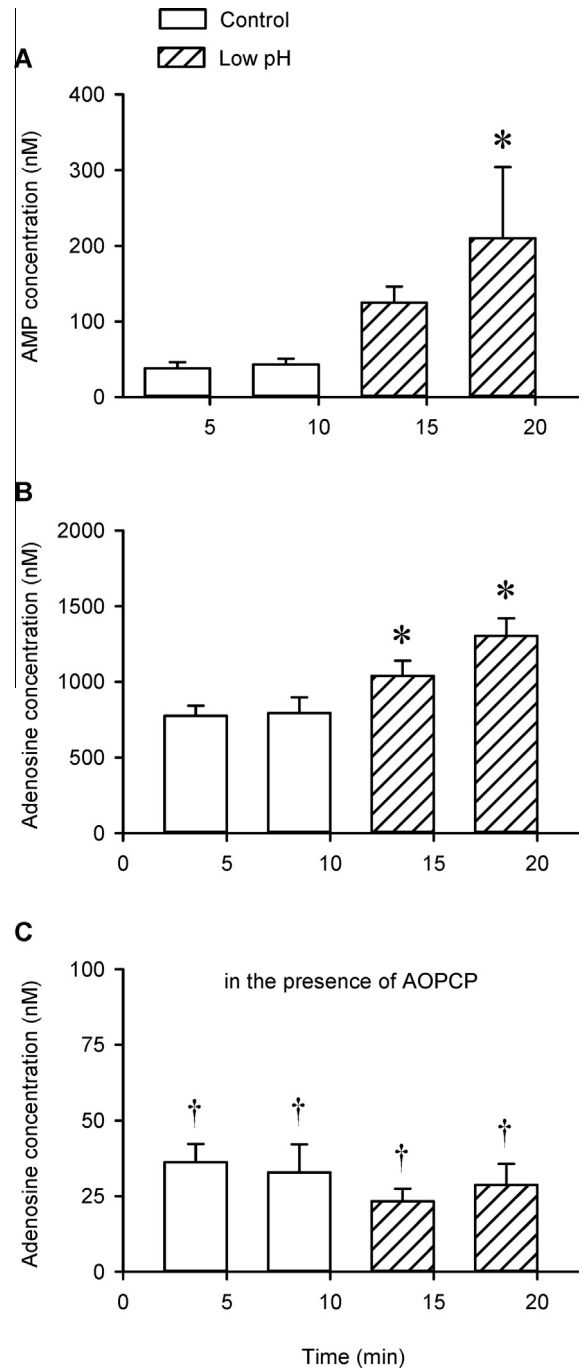 Control
Low pH
A
AMP concentration (nM)
400
300
200
100
0
*
5 10 15 20
B
Adenosine concentration (nM)
2000
1500
1000
500
0
* *
0 5 10 15 20
C
Adenosine concentration (nM)
100
75
50
25
0
in the presence of AOPCP
† † † †
0 5 10 15 20
Time (min)